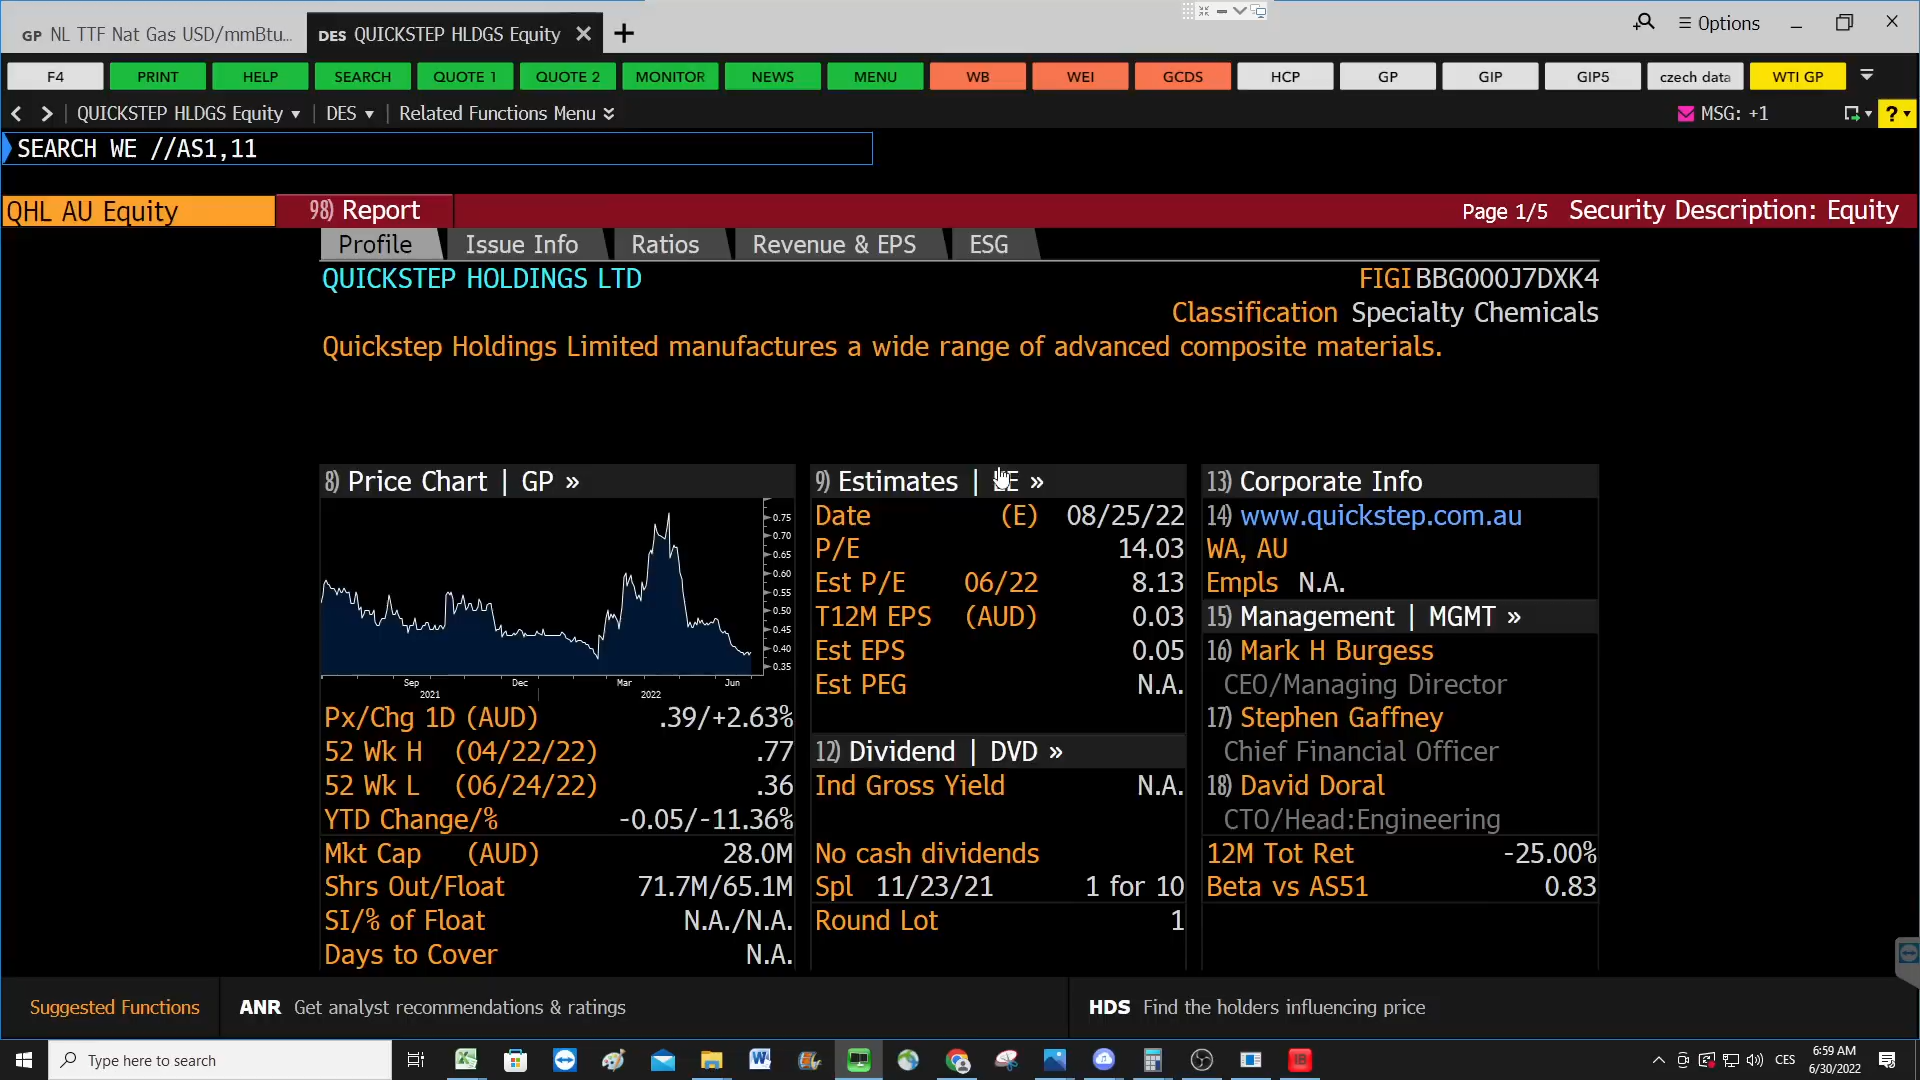 GP NL TTF Nat Gas USD/mmBtu...
DES QUICKSTEP HLDGS Equity
Options
F4 PRINT HELP SEARCH QUOTE 1 QUOTE 2 MONITOR NEWS MENU WB WEI GCDS HCP GP GIP GIP5 czech data WTI GP
QUICKSTEP HLDGS Equity DES Related Functions Menu MSG: +1 ?
SEARCH WE //AS1,11
QHL AU Equity 98) Report Page 1/5 Security Description: Equity
Profile Issue Info Ratios Revenue & EPS ESG
QUICKSTEP HOLDINGS LTD FIGI BBG000J7DXK4
Classification Specialty Chemicals
Quickstep Holdings Limited manufactures a wide range of advanced composite materials.
8) Price Chart | GP »
0.75
0.70
0.65
0.60
0.55
0.50
0.45
0.40
0.35
Sep Dec Mar Jun
2021 2022
Px/Chg 1D (AUD) .39/+2.63%
52 Wk H (04/22/22) .77
52 Wk L (06/24/22) .36
YTD Change/% -0.05/-11.36%
Mkt Cap (AUD) 28.0M
Shrs Out/Float 71.7M/65.1M
SI/% of Float N.A./N.A.
Days to Cover N.A.
9) Estimates | »
Date (E) 08/25/22
P/E 14.03
Est P/E 06/22 8.13
T12M EPS (AUD) 0.03
Est EPS 0.05
Est PEG N.A.
12) Dividend | DVD »
Ind Gross Yield N.A.
No cash dividends
Spl 11/23/21 1 for 10
Round Lot 1
13) Corporate Info
14) www.quickstep.com.au
WA, AU
Empls N.A.
15) Management | MGMT »
16) Mark H Burgess
CEO/Managing Director
17) Stephen Gaffney
Chief Financial Officer
18) David Doral
CTO/Head:Engineering
12M Tot Ret -25.00%
Beta vs AS51 0.83
Suggested Functions ANR Get analyst recommendations & ratings HDS Find the holders influencing price
Type here to search
CES
6:59 AM
6/30/2022